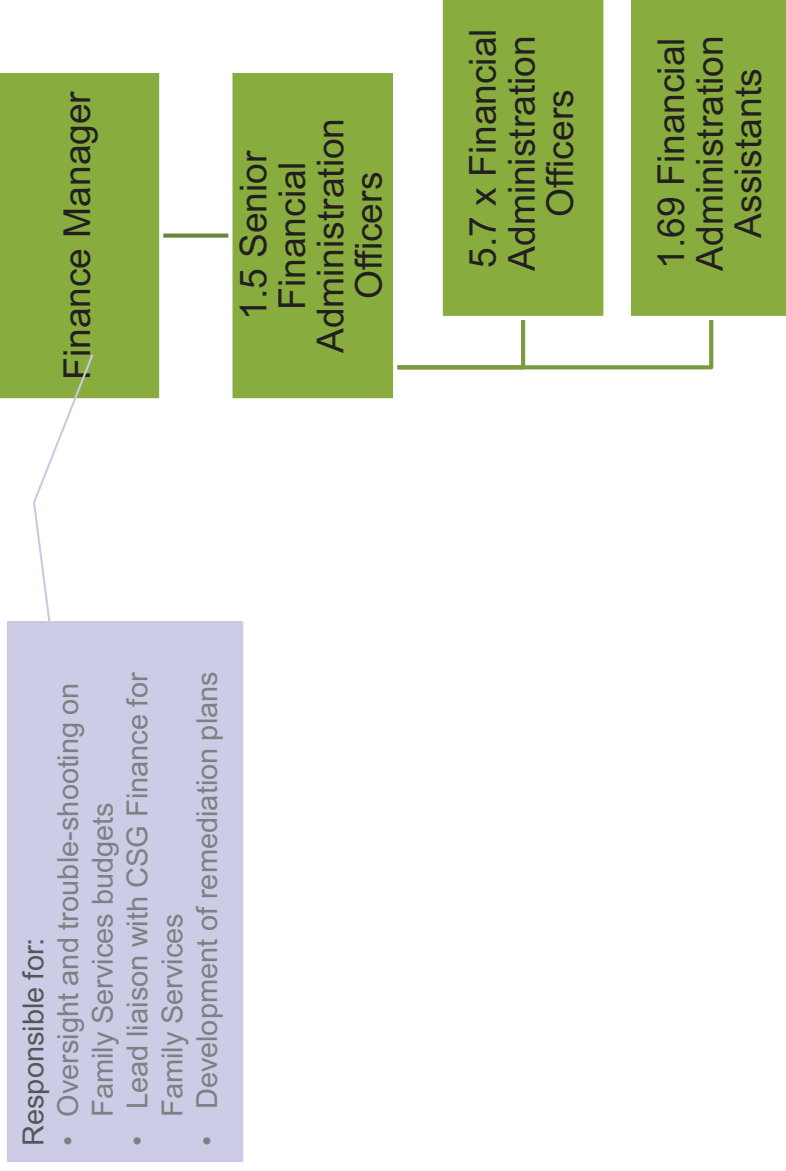 Finance Manager
1.5 Senior
Financial
Administration
Officers
5.7 x Financial
Administration
Officers
1.69 Financial
Administration
Assistants
Responsible for:
• Oversight and trouble-shooting on
Family Services budgets
• Lead liaison with CSG Finance for
Family Services
• Development of remediation plans